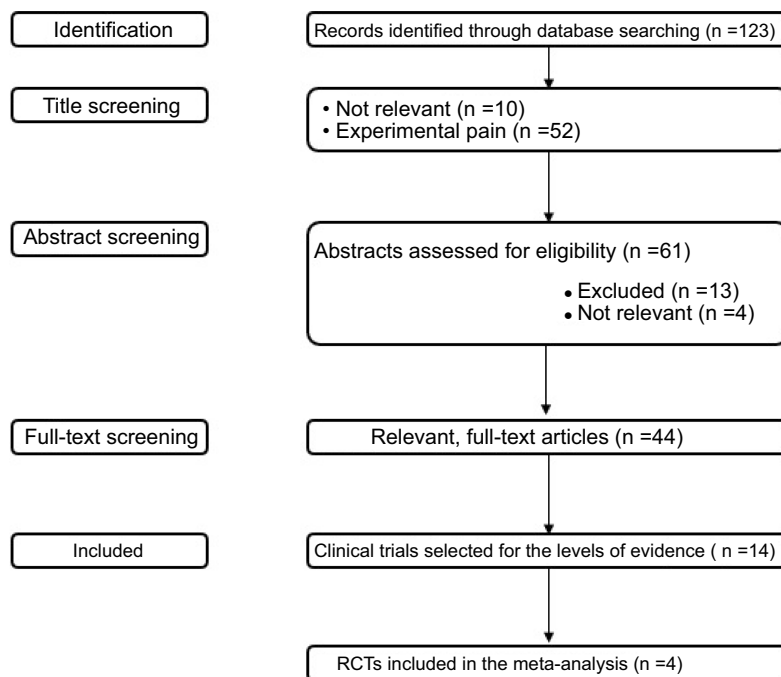 Identification
Records identified through database searching (n =123)
Title screening
• Not relevant (n =10)
• Experimental pain (n =52)
Abstract screening
Abstracts assessed for eligibility (n =61)
• Excluded (n =13)
• Not relevant (n =4)
Full-text screening
Relevant, full-text articles (n =44)
Included
Clinical trials selected for the levels of evidence ( n =14)
RCTs included in the meta-analysis (n =4)